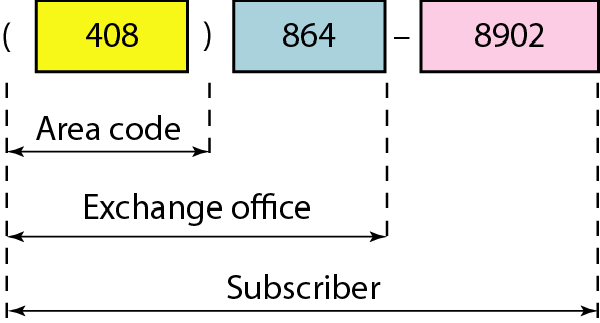 ( 408 ) 864 – 8902
Area code
Exchange office
Subscriber